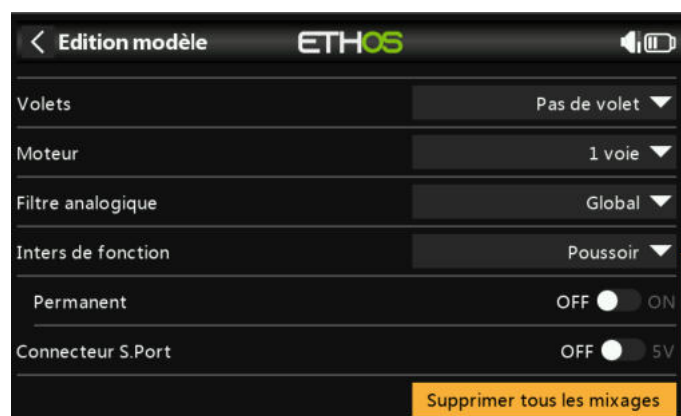 Edition modèle ETHOS
Volets Pas de volet
Moteur 1 voie
Filtre analogique Global
Inters de fonction Poussoir
Permanent OFF ON
Connecteur S.Port OFF 5V
Supprimer tous les mixages